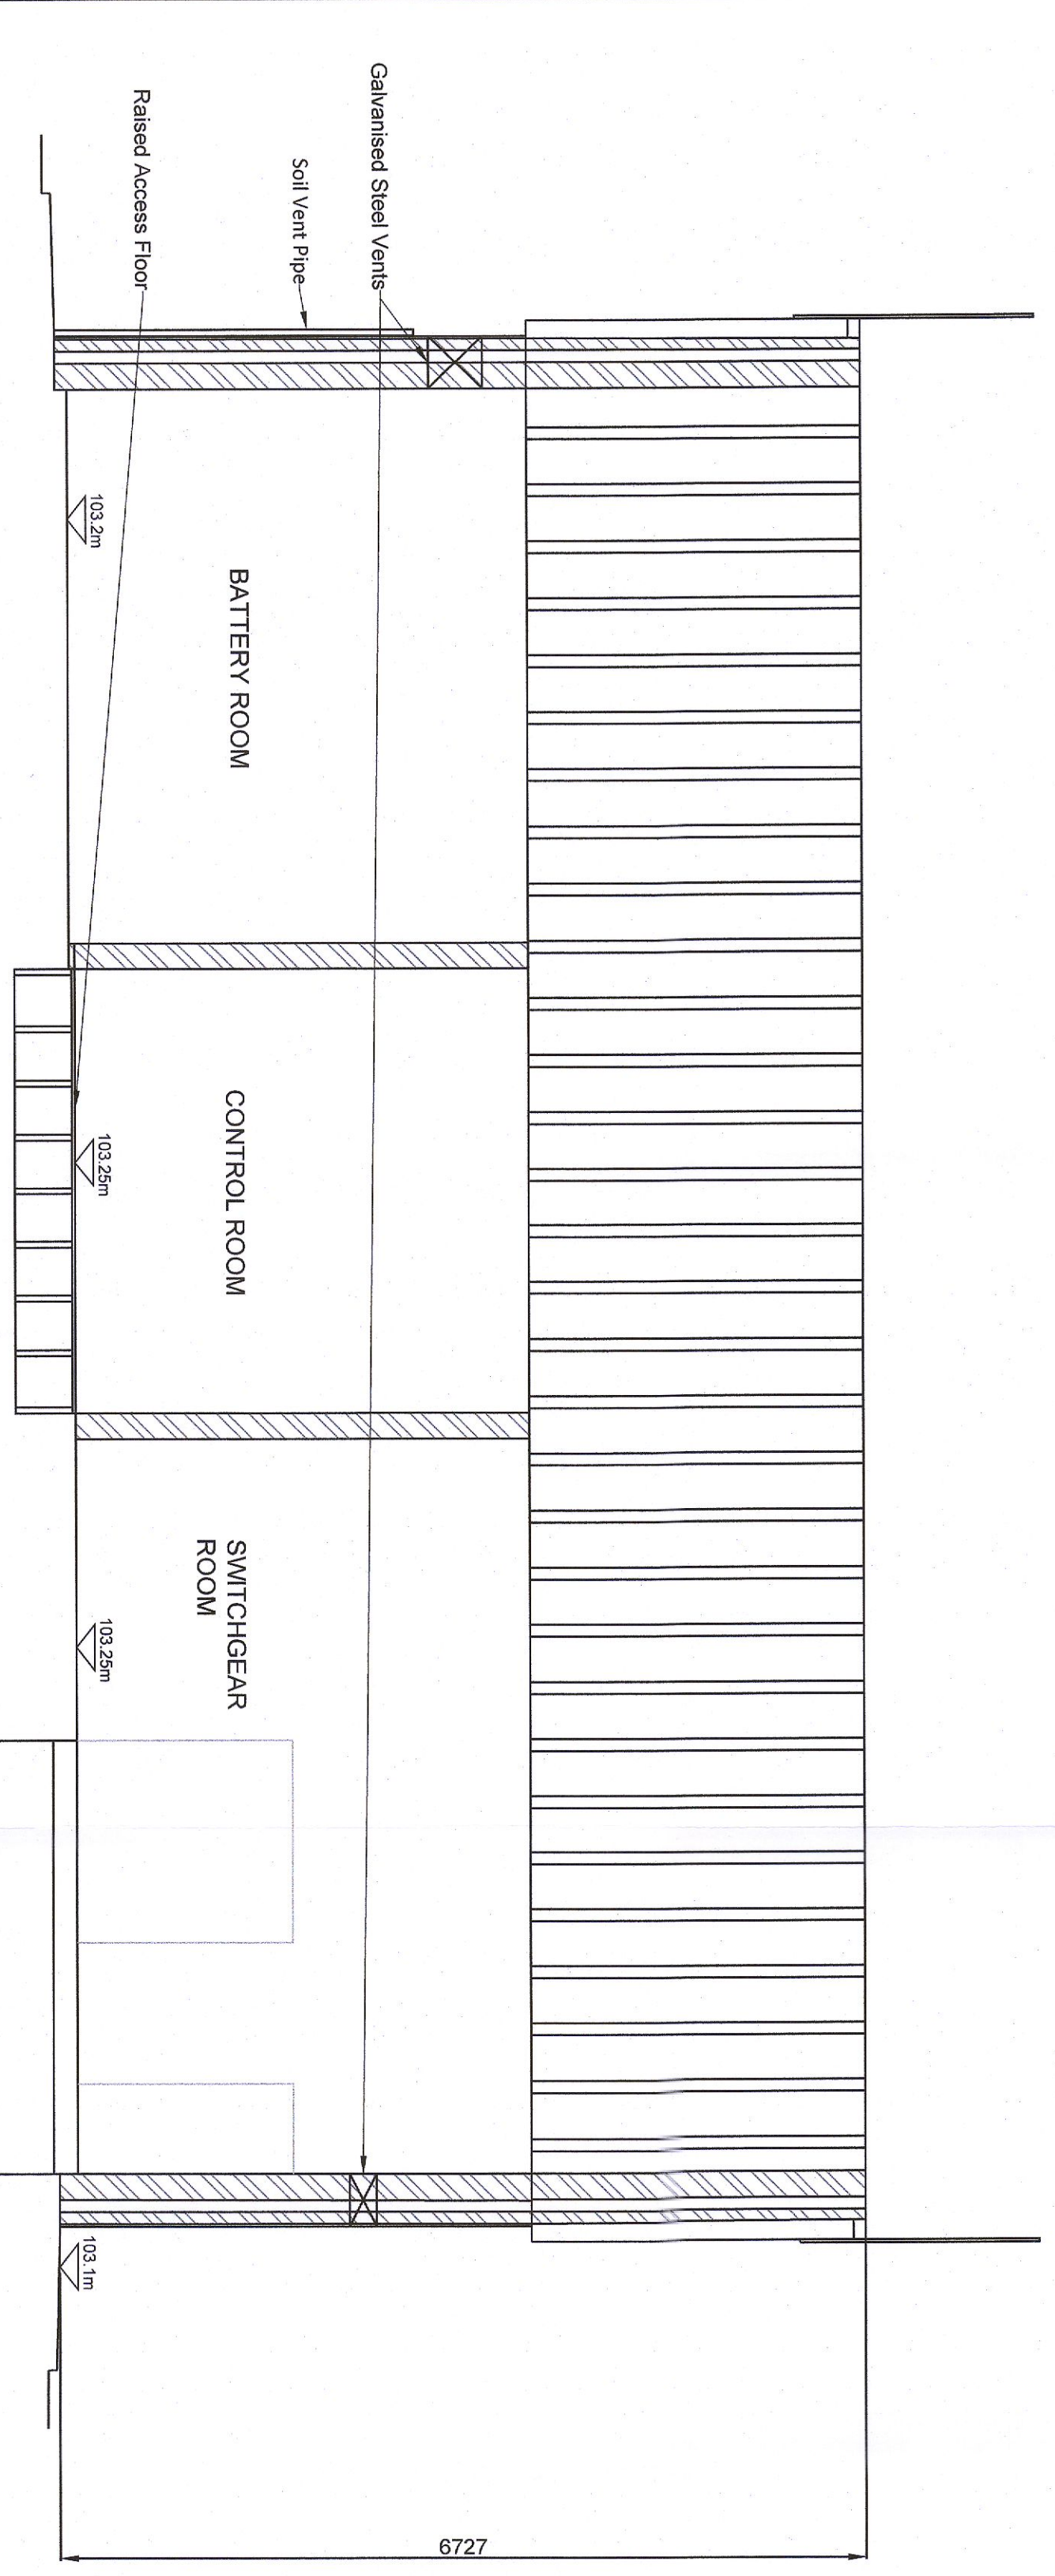 Galvanised Steel Vents
Soil Vent Pipe
Raised Access Floor
BATTERY ROOM
CONTROL ROOM
SWITCHGEAR
ROOM
103.2m
103.25m
103.25m
103.1m
6727